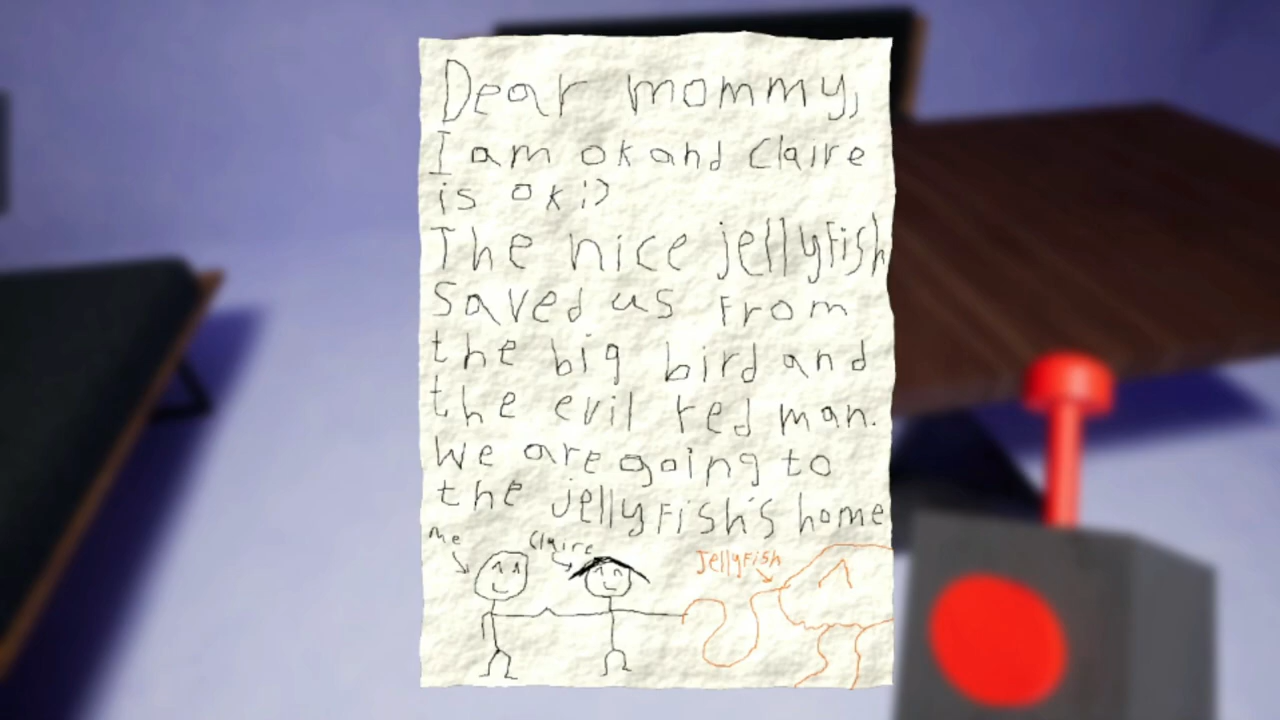 Dear mommy,
I am ok and Claire
is ok :)
The nice jellyfish
saved us from
the big bird and
the evil red man.
We are going to
the jellyfish's home
Me
Claire
Jellyfish